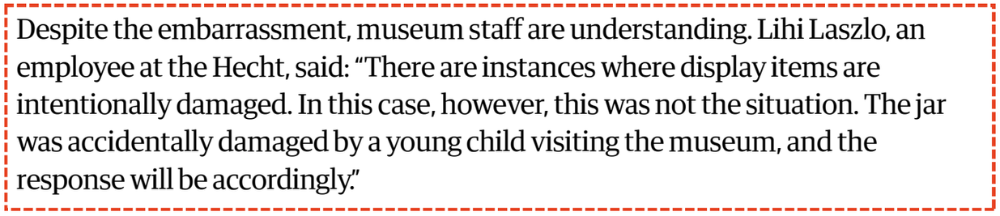 Despite the embarrassment, museum staff are understanding. Lihi Laszlo, an
employee at the Hecht, said: “There are instances where display items are
intentionally damaged. In this case, however, this was not the situation. The jar
was accidentally damaged by a young child visiting the museum, and the
response will be accordingly.”